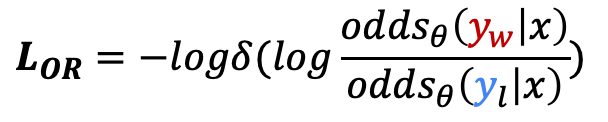 L_OR = −logδ(log odds_θ(y_w|x) / odds_θ(y_l|x))